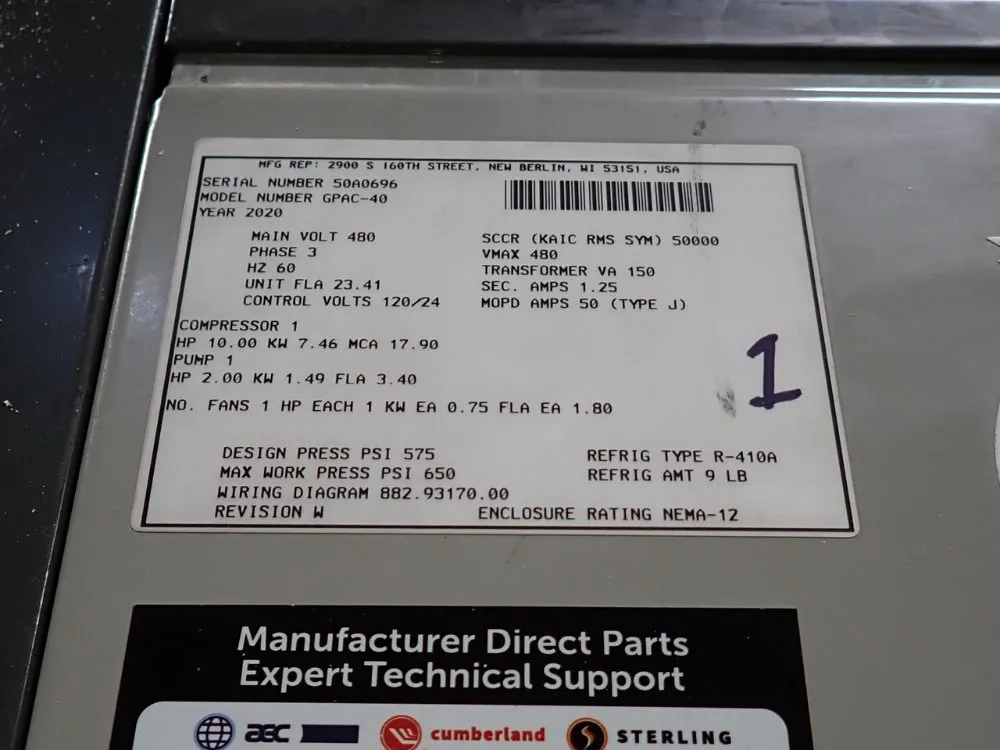 MFG REP: 2900 S 160TH STREET, NEW BERLIN, WI 53151, USA
SERIAL NUMBER 50A0696
MODEL NUMBER GPAC-40
YEAR 2020
MAIN VOLT 480
PHASE 3
HZ 60
UNIT FLA 23.41
CONTROL VOLTS 120/24
SCCR (KAIC RMS SYM) 50000
VMAX 480
TRANSFORMER VA 150
SEC. AMPS 1.25
MOPD AMPS 50 (TYPE J)
COMPRESSOR 1
HP 10.00 KW 7.46 MCA 17.90
PUMP 1
HP 2.00 KW 1.49 FLA 3.40
NO. FANS 1 HP EACH 1 KW EA 0.75 FLA EA 1.80
1
DESIGN PRESS PSI 575
MAX WORK PRESS PSI 650
WIRING DIAGRAM 882.93170.00
REVISION W
REFRIG TYPE R-410A
REFRIG AMT 9 LB
ENCLOSURE RATING NEMA-12
Manufacturer Direct Parts
Expert Technical Support
aec
cumberland
STERLING